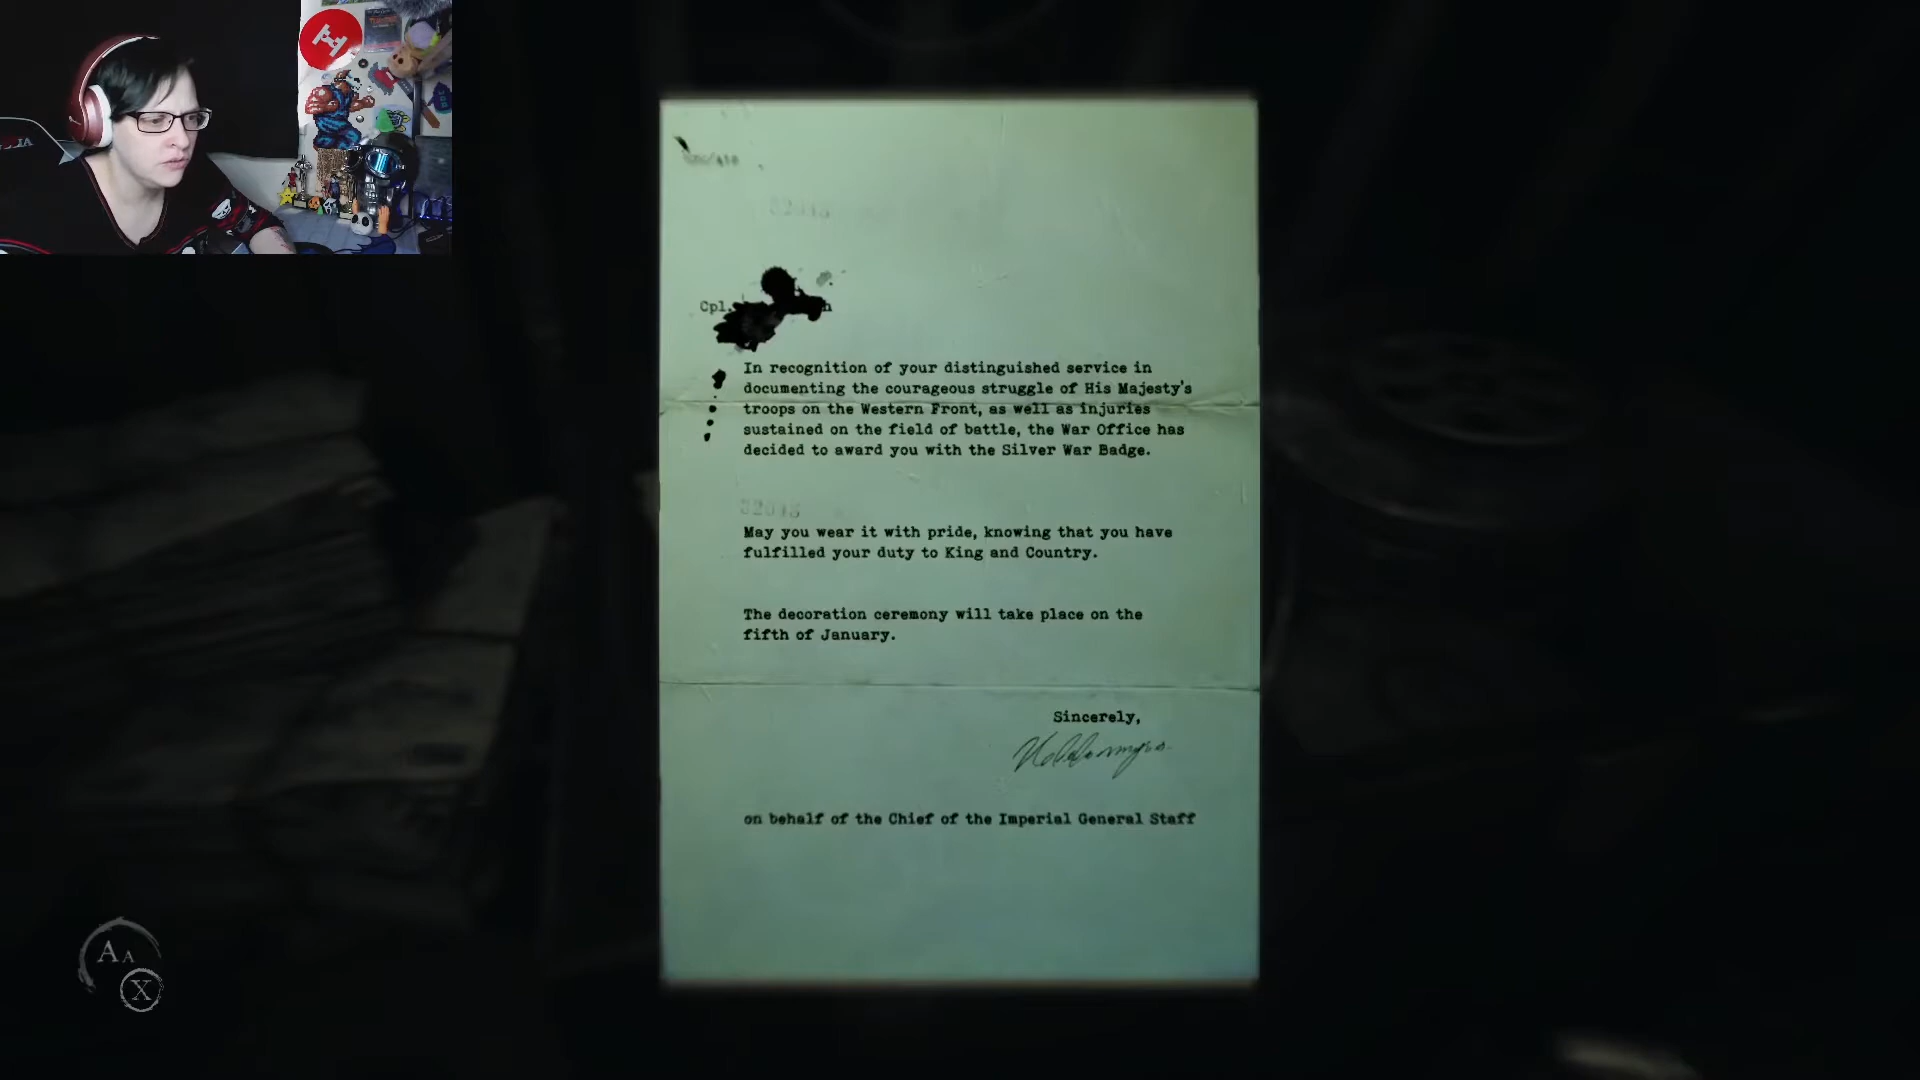 Cpl.
In recognition of your distinguished service in
documenting the courageous struggle of His Majesty's
troops on the Western Front, as well as injuries
sustained on the field of battle, the War Office has
decided to award you with the Silver War Badge.
May you wear it with pride, knowing that you have
fulfilled your duty to King and Country.
The decoration ceremony will take place on the
fifth of January.
Sincerely,
on behalf of the Chief of the Imperial General Staff
A A
X